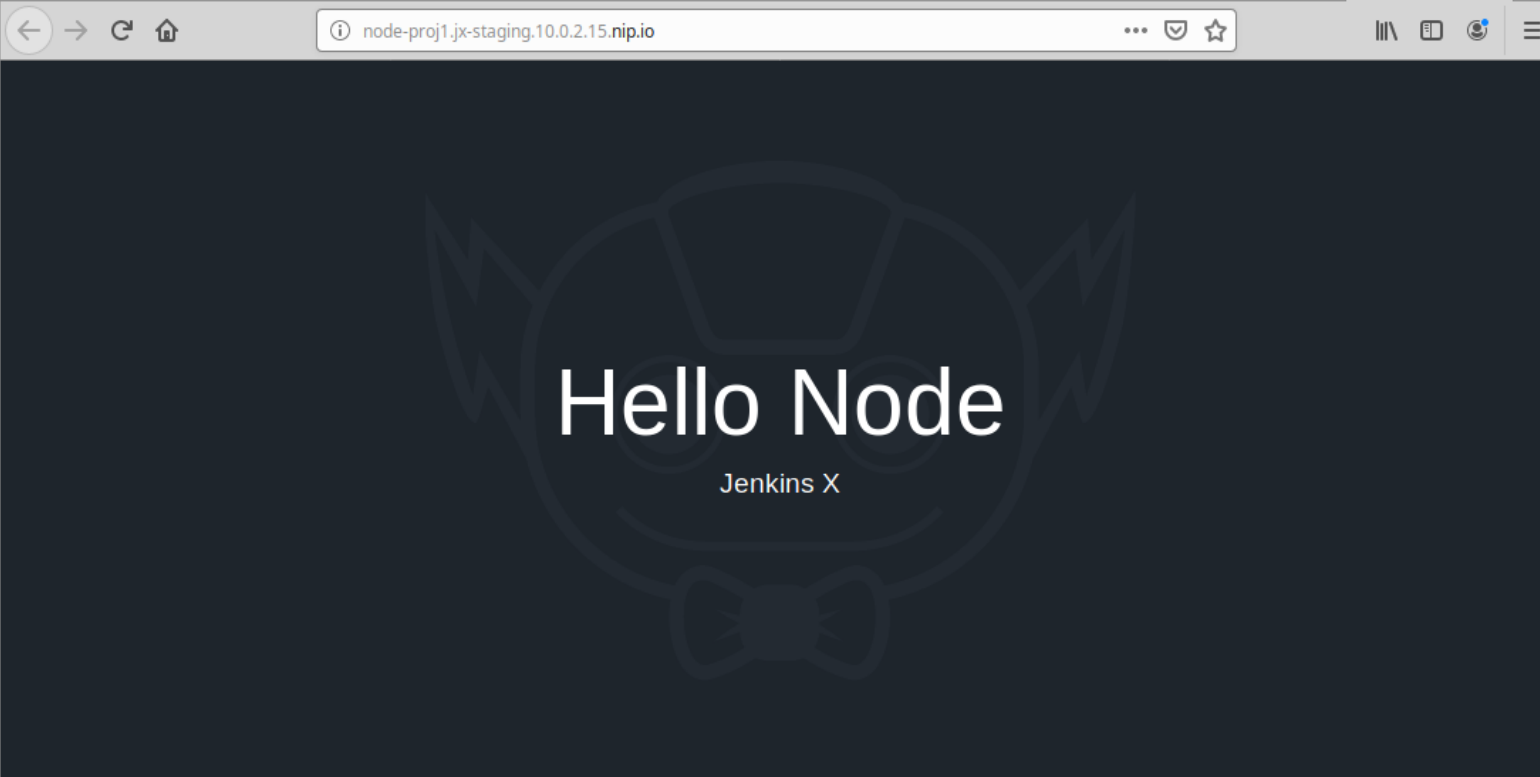 node-proj1.jx-staging.10.0.2.15.nip.io
Hello Node
Jenkins X